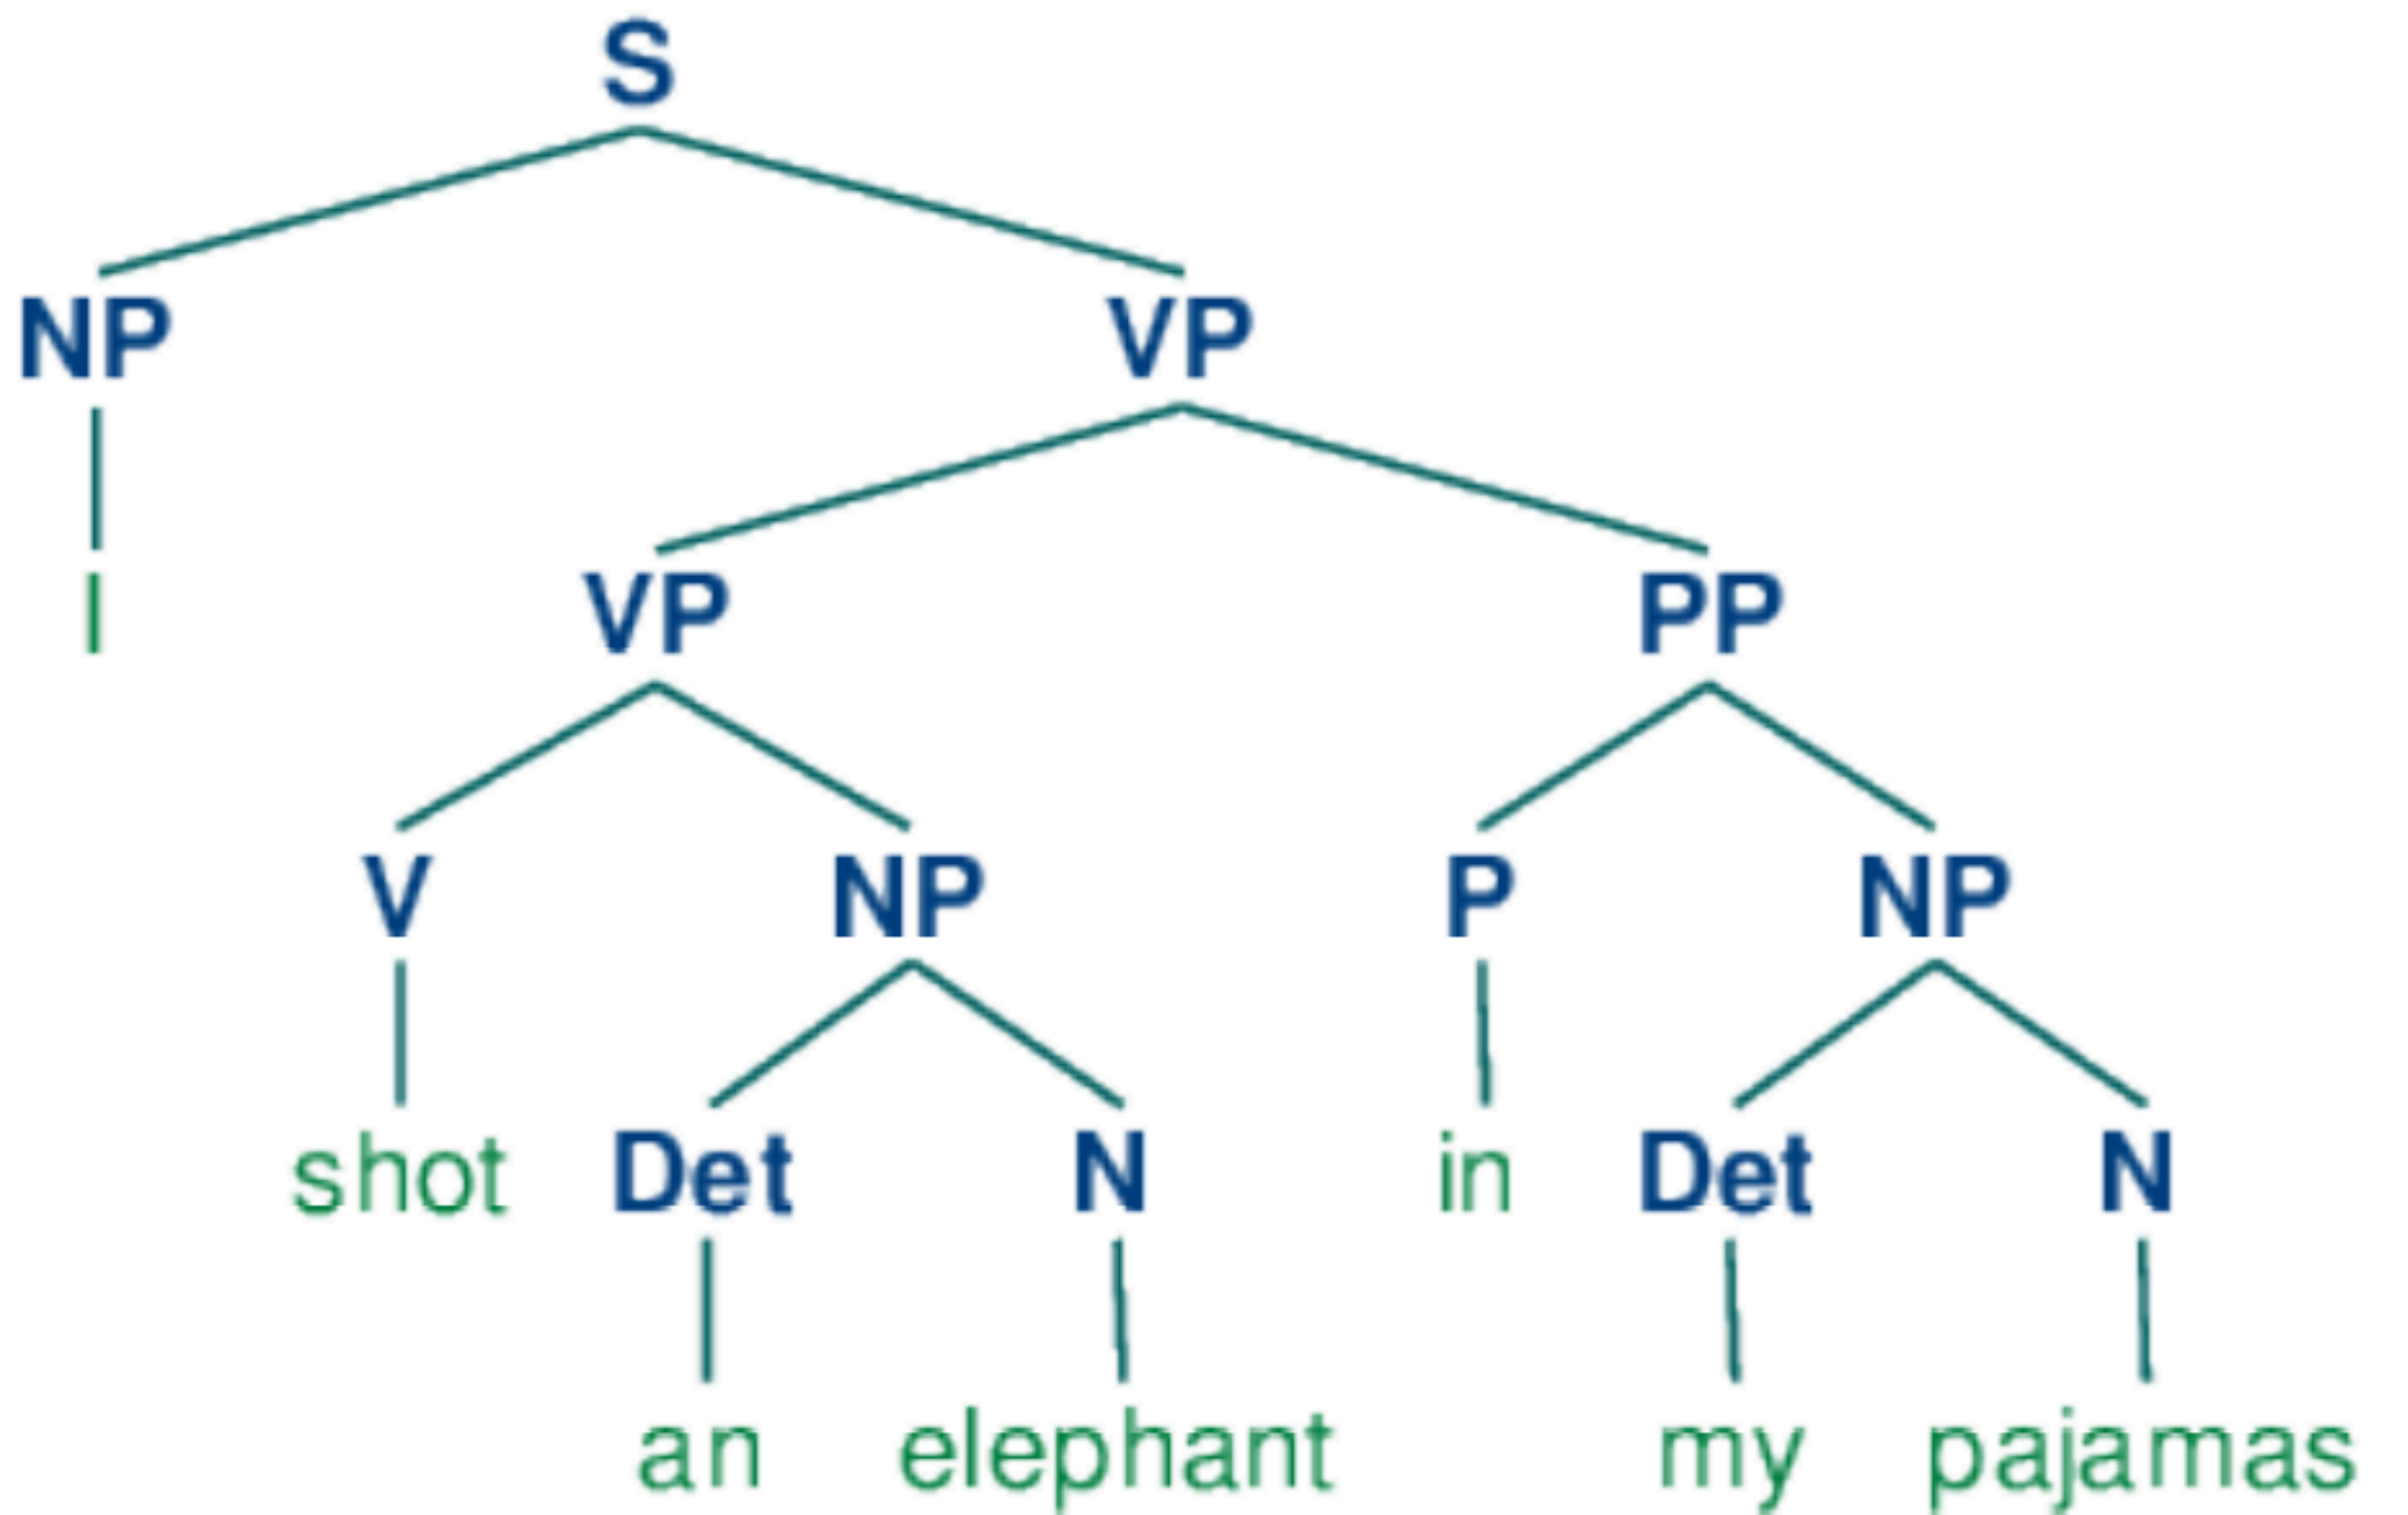 S
NP VP
I VP PP
V NP P NP
shot Det N in Det N
an elephant my pajamas